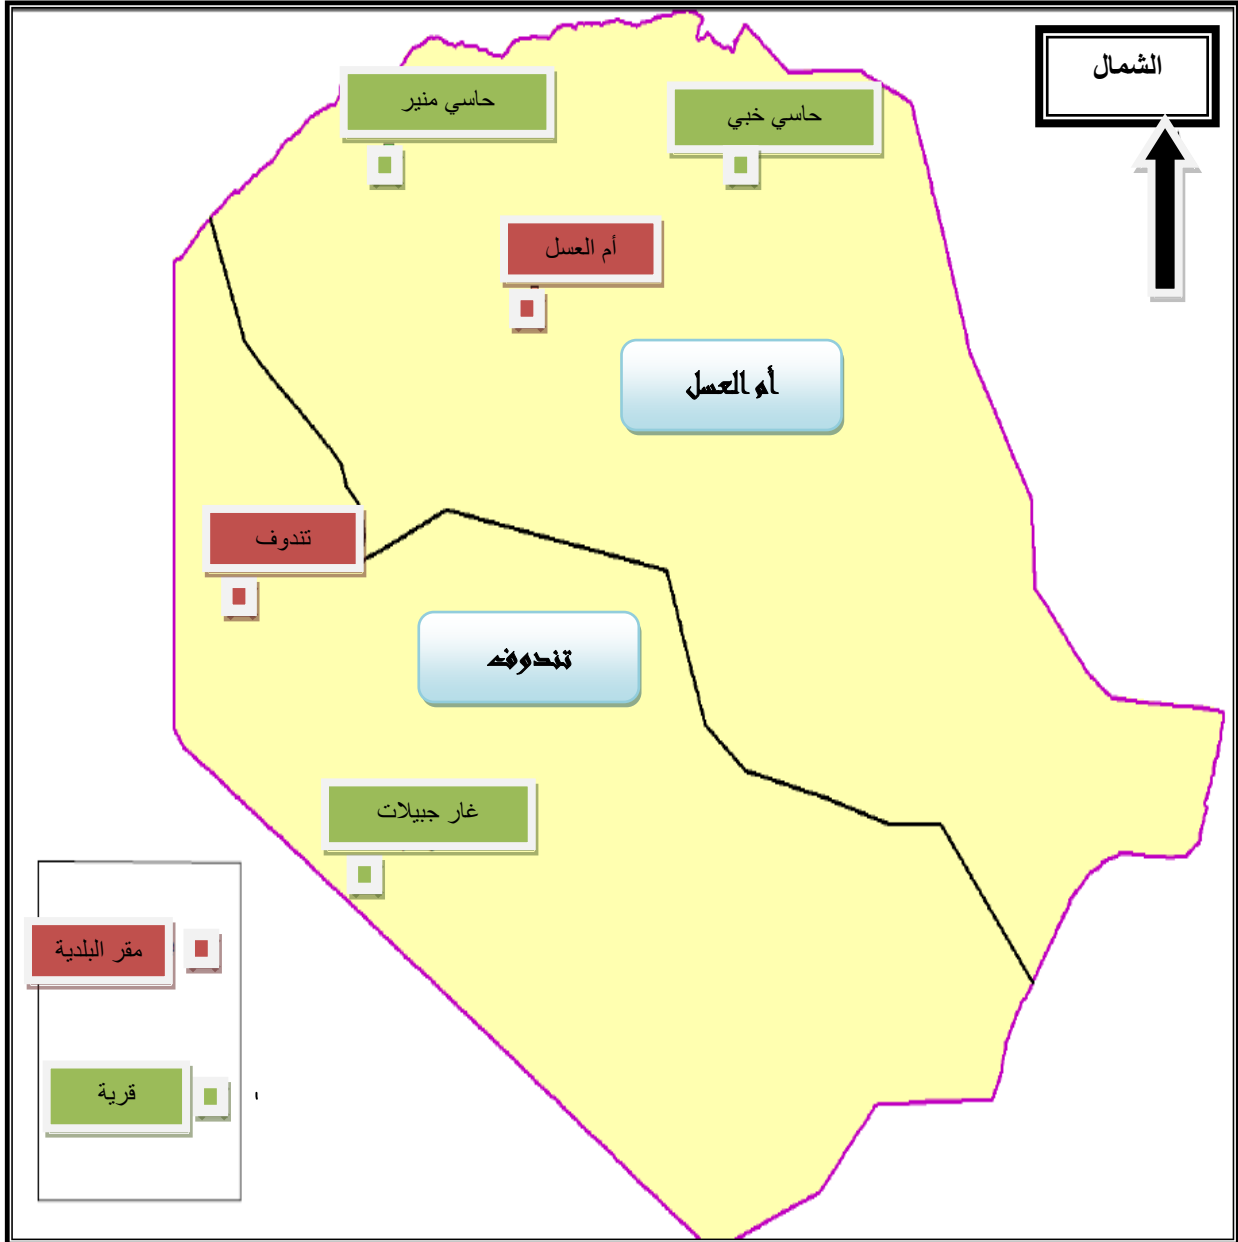 الشمال
حاسي منير
حاسي خبي
أم العسل
أم العسل
تندوف
تندوف
غار جبيلات
مقر البلدية
قرية